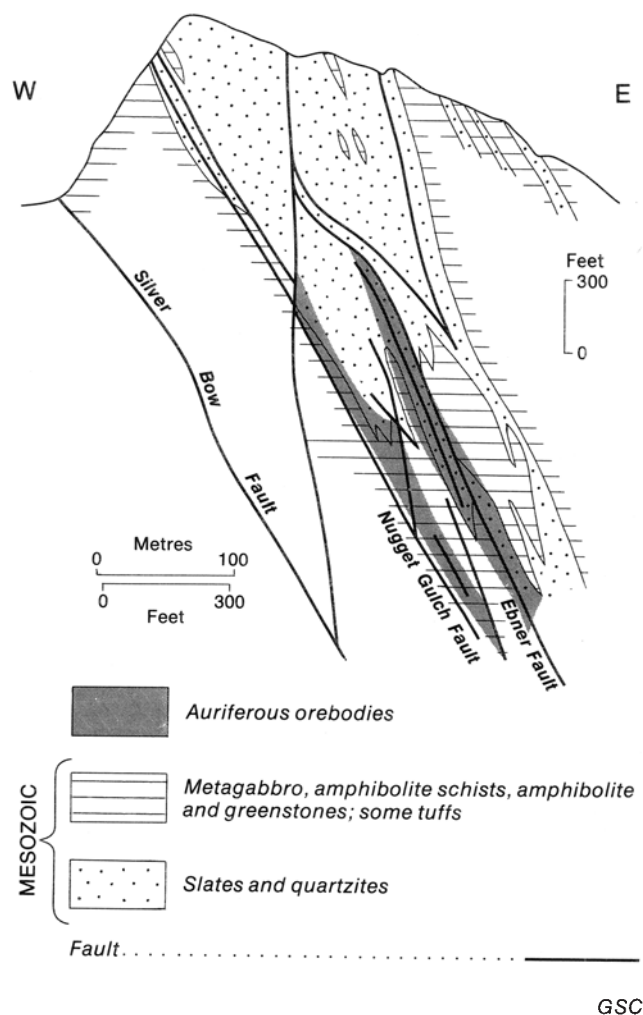 W
E
Feet
300
0
Silver Bow Fault
Metres
0 100
0 300
Feet
Nugget Gulch Fault
Ebner Fault
Auriferous orebodies
MESOZOIC
Metagabbro, amphibolite schists, amphibolite
and greenstones; some tuffs
Slates and quartzites
Fault
GSC